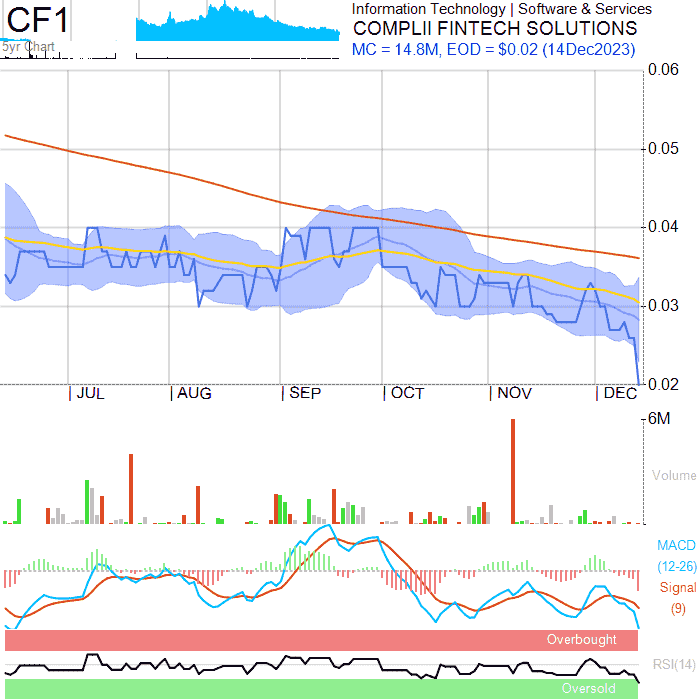 CF1
Information Technology | Software & Services
COMPLII FINTECH SOLUTIONS
MC = 14.8M, EOD = $0.02 (14Dec2023)
5yr Chart
0.06
0.05
0.04
0.03
0.02
JUL AUG SEP OCT NOV DEC
6M
Volume
MACD
(12-26)
Signal
(9)
Overbought
RSI(14)
Oversold